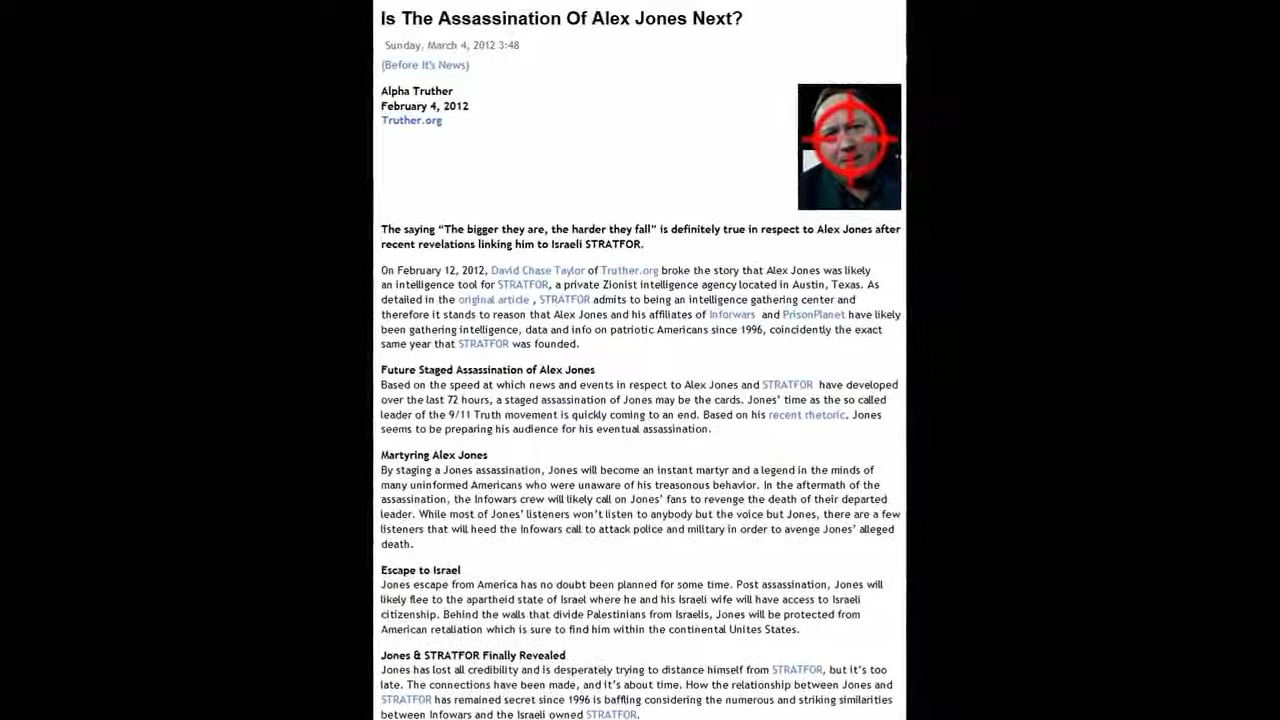 Is The Assassination Of Alex Jones Next?
Sunday, March 4, 2012 3:48
(Before It's News)
Alpha Truther
February 4, 2012
Truther.org
The saying “The bigger they are, the harder they fall” is definitely true in respect to Alex Jones after
recent revelations linking him to Israeli STRATFOR.
On February 12, 2012, David Chase Taylor of Truther.org broke the story that Alex Jones was likely
an intelligence tool for STRATFOR, a private Zionist intelligence agency located in Austin, Texas. As
detailed in the original article , STRATFOR admits to being an intelligence gathering center and
therefore it stands to reason that Alex Jones and his affiliates of Inforwars and PrisonPlanet have likely
been gathering intelligence, data and info on patriotic Americans since 1996, coincidently the exact
same year that STRATFOR was founded.
Future Staged Assassination of Alex Jones
Based on the speed at which news and events in respect to Alex Jones and STRATFOR have developed
over the last 72 hours, a staged assassination of Jones may be the cards. Jones’ time as the so called
leader of the 9/11 Truth movement is quickly coming to an end. Based on his recent rhetoric, Jones
seems to be preparing his audience for his eventual assassination.
Martyring Alex Jones
By staging a Jones assassination, Jones will become an instant martyr and a legend in the minds of
many uninformed Americans who were unaware of his treasonous behavior. In the aftermath of the
assassination, the Infowars crew will likely call on Jones’ fans to revenge the death of their departed
leader. While most of Jones’ listeners won’t listen to anybody but the voice but Jones, there are a few
listeners that will heed the Infowars call to attack police and military in order to avenge Jones’ alleged
death.
Escape to Israel
Jones escape from America has no doubt been planned for some time. Post assassination, Jones will
likely flee to the apartheid state of Israel where he and his Israeli wife will have access to Israeli
citizenship. Behind the walls that divide Palestinians from Israelis, Jones will be protected from
American retaliation which is sure to find him within the continental Unites States.
Jones & STRATFOR Finally Revealed
Jones has lost all credibility and is desperately trying to distance himself from STRATFOR, but it’s too
late. The connections have been made, and it’s about time. How the relationship between Jones and
STRATFOR has remained secret since 1996 is baffling considering the numerous and striking similarities
between Infowars and the Israeli owned STRATFOR.